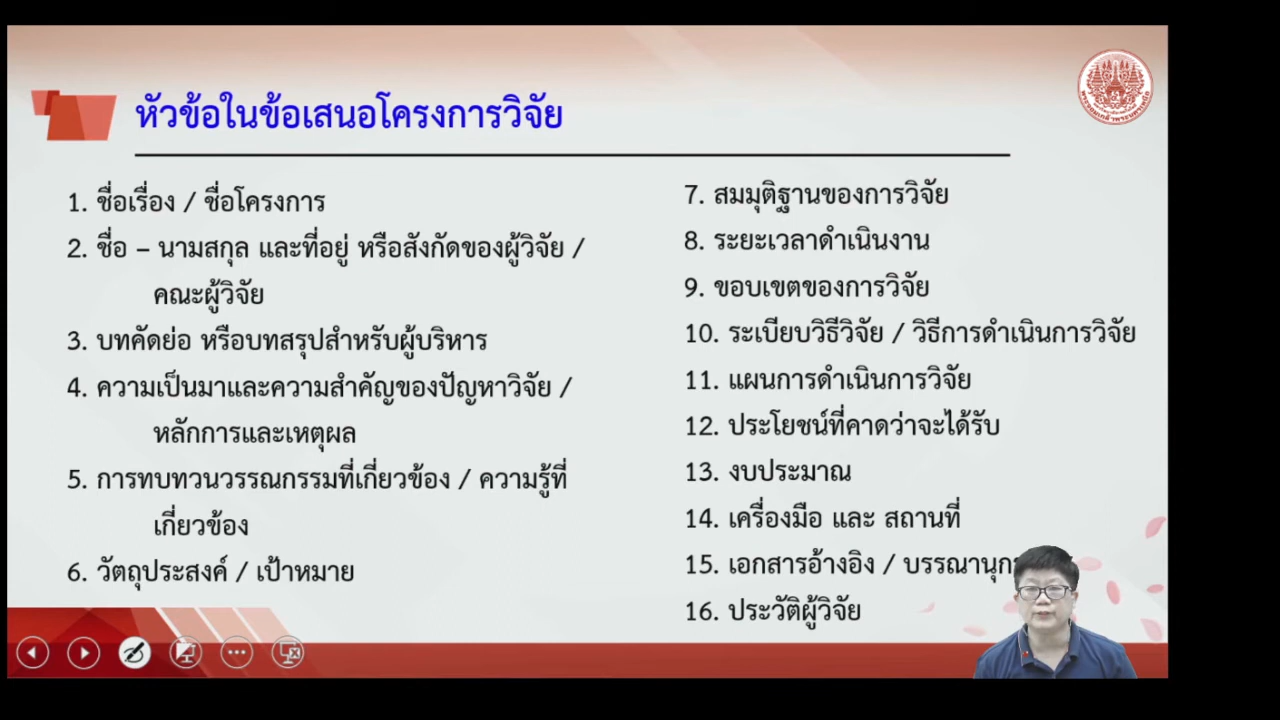 หัวข้อในข้อเสนอโครงการวิจัย
1. ชื่อเรื่อง / ชื่อโครงการ
2. ชื่อ – นามสกุล และที่อยู่ หรือสังกัดของผู้วิจัย /
คณะผู้วิจัย
3. บทคัดย่อ หรือบทสรุปสำหรับผู้บริหาร
4. ความเป็นมาและความสำคัญของปัญหาวิจัย /
หลักการและเหตุผล
5. การทบทวนวรรณกรรมที่เกี่ยวข้อง / ความรู้ที่
เกี่ยวข้อง
6. วัตถุประสงค์ / เป้าหมาย
7. สมมุติฐานของการวิจัย
8. ระยะเวลาดำเนินงาน
9. ขอบเขตของการวิจัย
10. ระเบียบวิธีวิจัย / วิธีการดำเนินการวิจัย
11. แผนการดำเนินการวิจัย
12. ประโยชน์ที่คาดว่าจะได้รับ
13. งบประมาณ
14. เครื่องมือ และ สถานที่
15. เอกสารอ้างอิง /
16. ประวัติผู้วิจัย